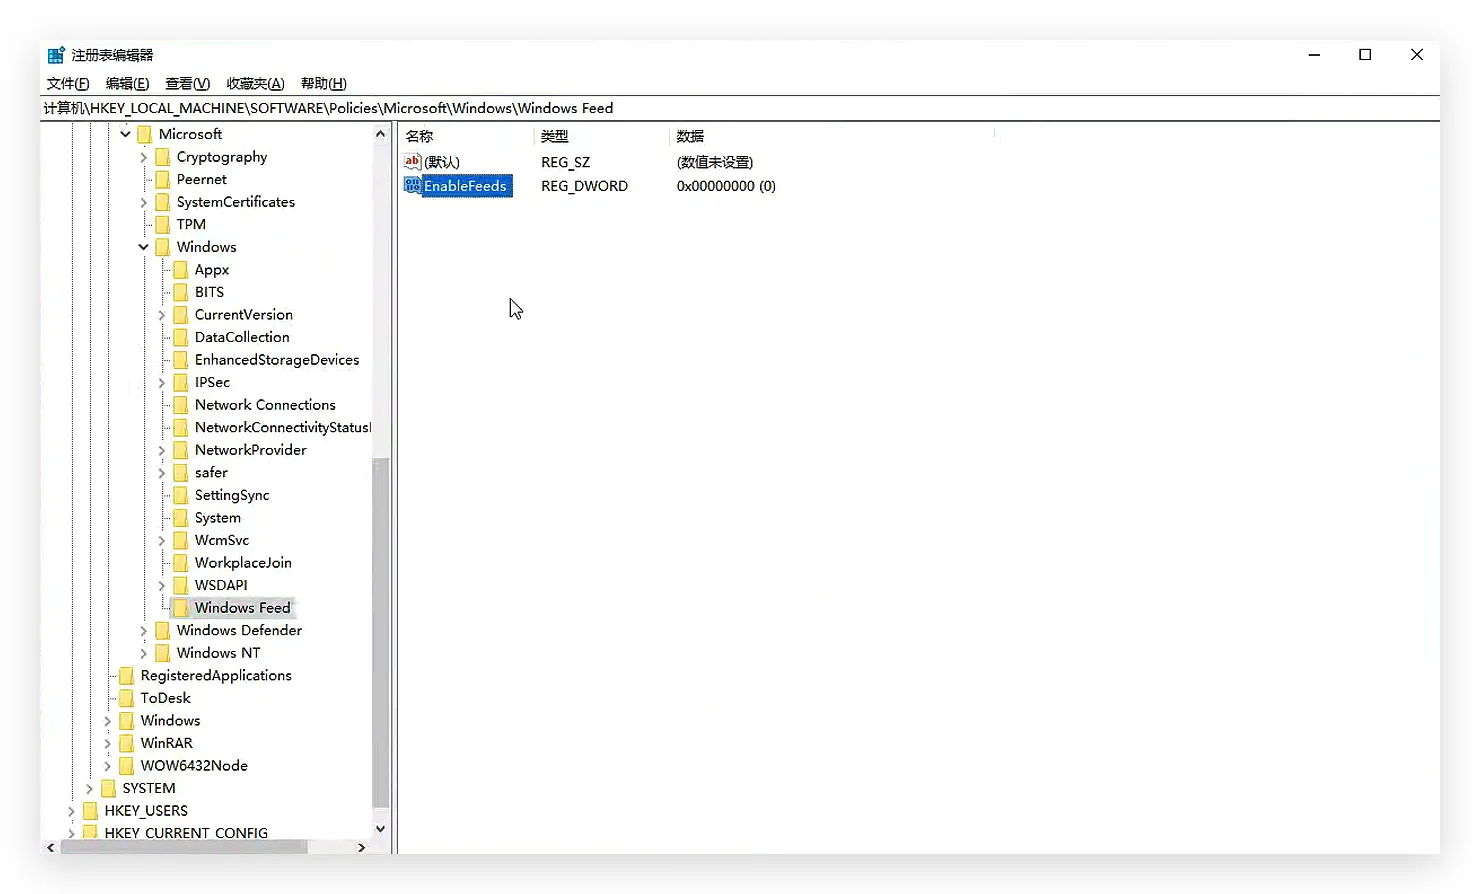 注册表编辑器
文件(F) 编辑(E) 查看(V) 收藏夹(A) 帮助(H)
计算机\HKEY_LOCAL_MACHINE\SOFTWARE\Policies\Microsoft\Windows\Windows Feed
Microsoft
Cryptography
Peernet
SystemCertificates
TPM
Windows
Appx
BITS
CurrentVersion
DataCollection
EnhancedStorageDevices
IPSec
Network Connections
NetworkConnectivityStatusI
NetworkProvider
safer
SettingSync
System
WcmSvc
WorkplaceJoin
WSDAPI
Windows Feed
Windows Defender
Windows NT
RegisteredApplications
ToDesk
Windows
WinRAR
WOW6432Node
SYSTEM
HKEY_USERS
HKEY_CURRENT_CONFIG
名称 类型 数据
ab (默认) REG_SZ (数值未设置)
EnableFeeds REG_DWORD 0x00000000 (0)